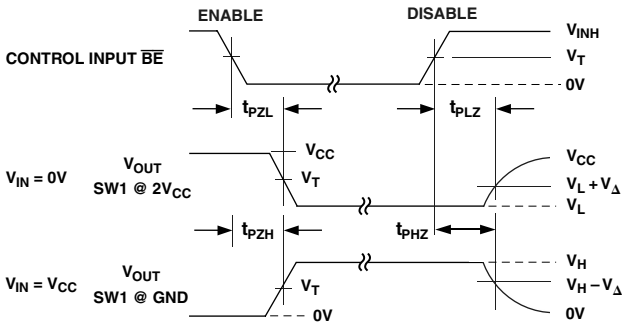 ENABLE DISABLE
CONTROL INPUT B̅E̅
V_INH
V_T
0V
t_PZL t_PLZ
V_IN = 0V
V_OUT
SW1 @ 2V_CC
V_CC
V_T
V_CC
V_L + V_Δ
V_L
t_PZH t_PHZ
V_IN = V_CC
V_OUT
SW1 @ GND
V_T
0V
V_H
V_H – V_Δ
0V